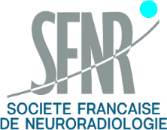 SFNR
SOCIETE FRANCAISE
DE NEURORADIOLOGIE